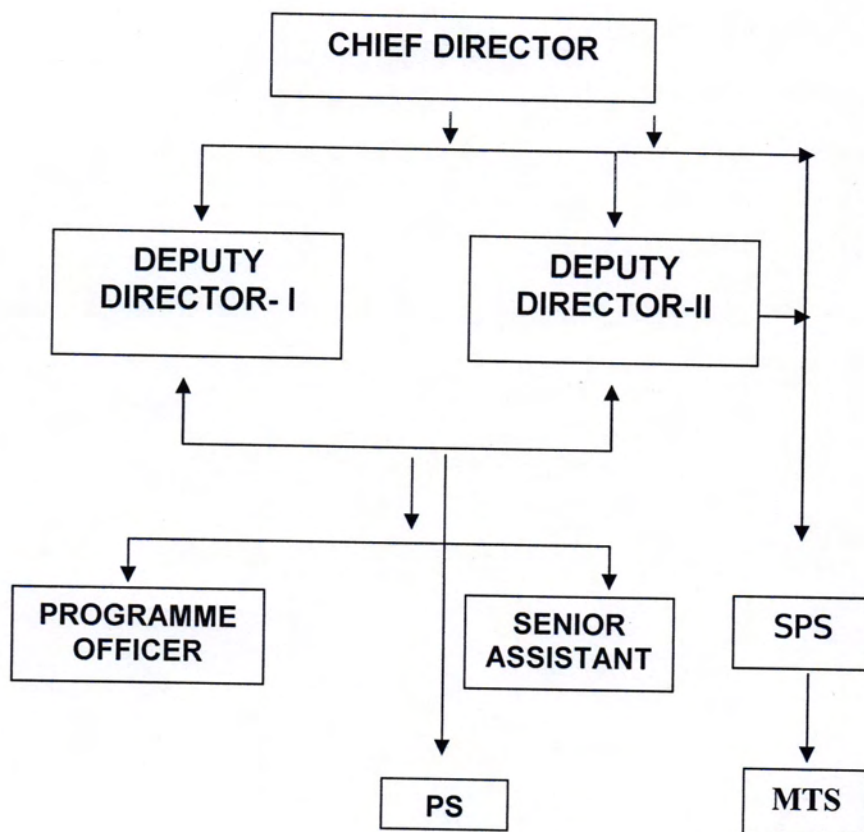 CHIEF DIRECTOR
DEPUTY
DIRECTOR- I
DEPUTY
DIRECTOR-II
PROGRAMME
OFFICER
SENIOR
ASSISTANT
SPS
PS
MTS